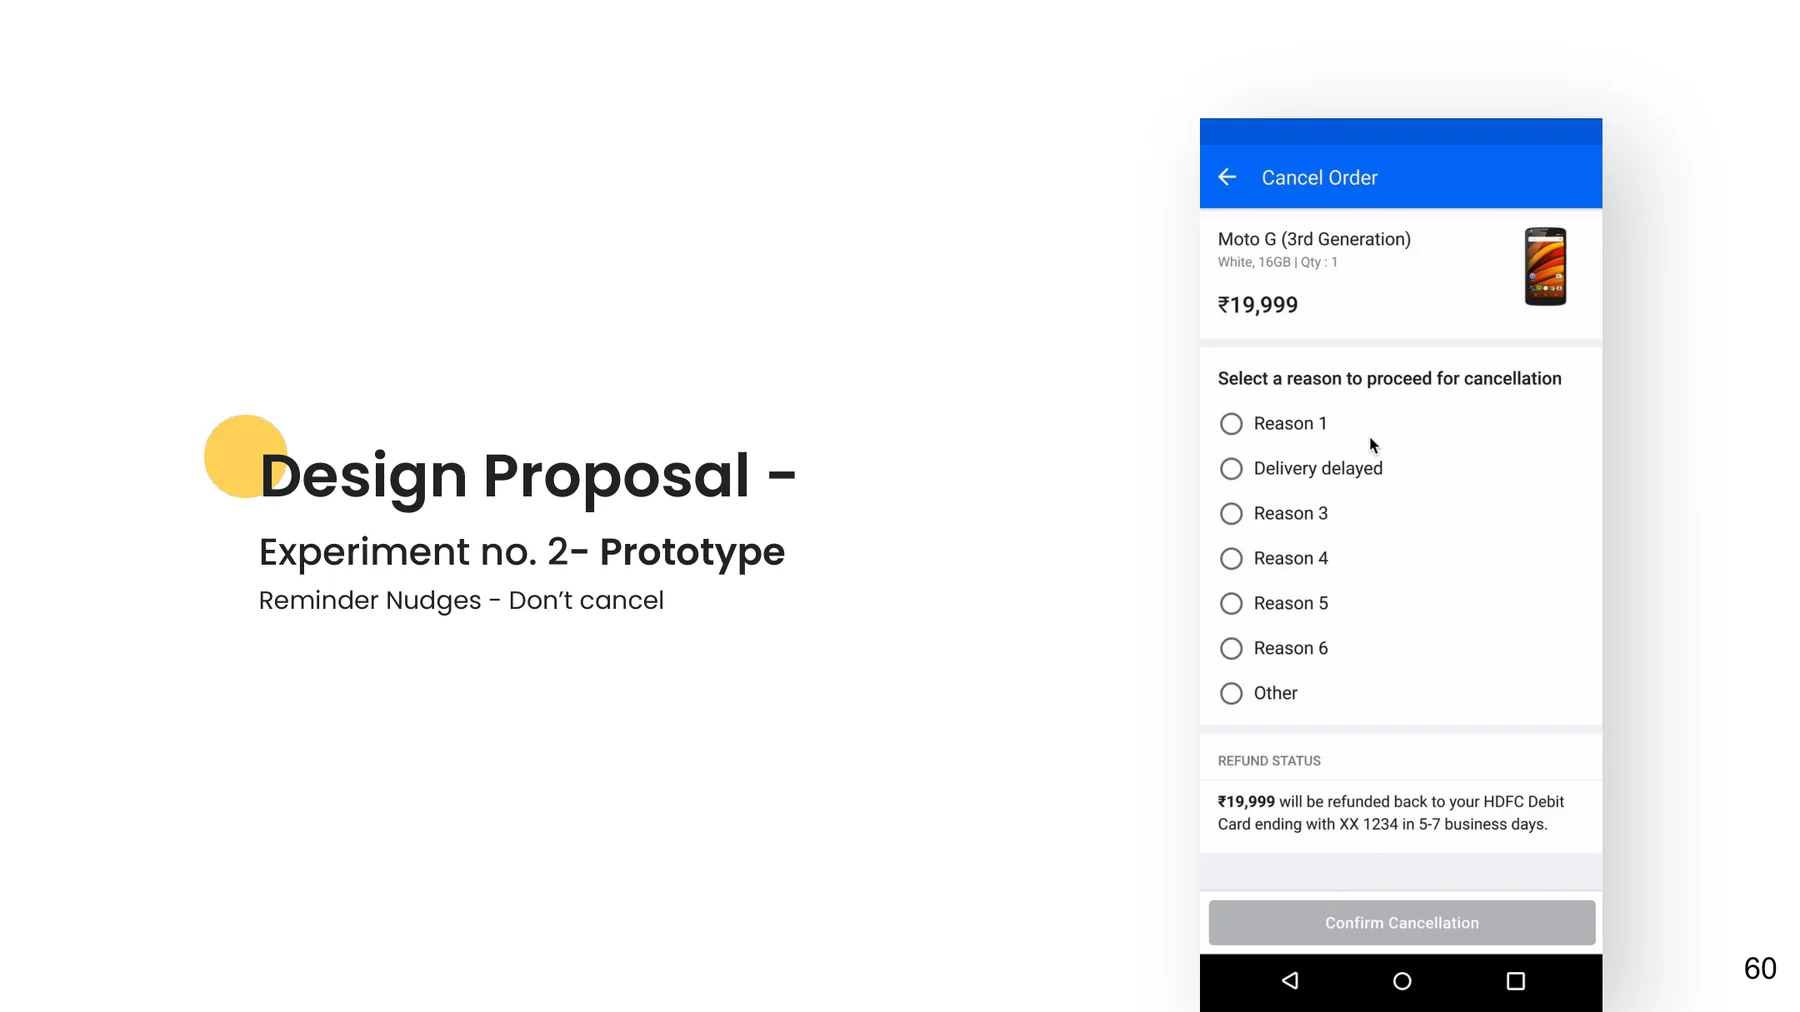 Design Proposal -
Experiment no. 2- Prototype
Reminder Nudges - Don’t cancel
Cancel Order
Moto G (3rd Generation)
White, 16GB | Qty : 1
₹19,999
Select a reason to proceed for cancellation
Reason 1
Delivery delayed
Reason 3
Reason 4
Reason 5
Reason 6
Other
REFUND STATUS
₹19,999 will be refunded back to your HDFC Debit
Card ending with XX 1234 in 5-7 business days.
Confirm Cancellation
60